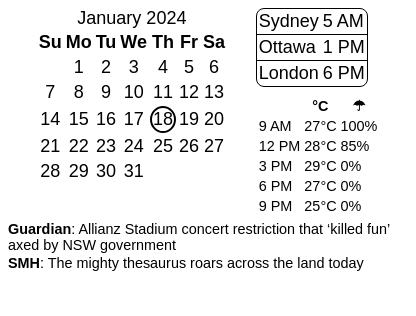 January 2024
Su Mo Tu We Th Fr Sa
1 2 3 4 5 6
7 8 9 10 11 12 13
14 15 16 17 18 19 20
21 22 23 24 25 26 27
28 29 30 31
Sydney 5 AM
Ottawa 1 PM
London 6 PM
°C ☂
9 AM 27°C 100%
12 PM 28°C 85%
3 PM 29°C 0%
6 PM 27°C 0%
9 PM 25°C 0%
Guardian: Allianz Stadium concert restriction that ‘killed fun’
axed by NSW government
SMH: The mighty thesaurus roars across the land today